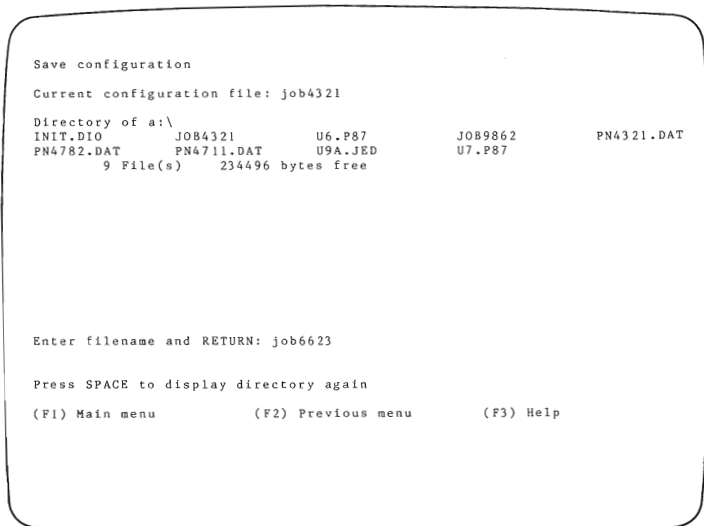 Save configuration
Current configuration file: job4321
Directory of a:\
INIT.DIO JOB4321 U6.P87 JOB9862 PN4321.DAT
PN4782.DAT PN4711.DAT U9A.JED U7.P87
9 File(s) 234496 bytes free
Enter filename and RETURN: job6623
Press SPACE to display directory again
(F1) Main menu (F2) Previous menu (F3) Help